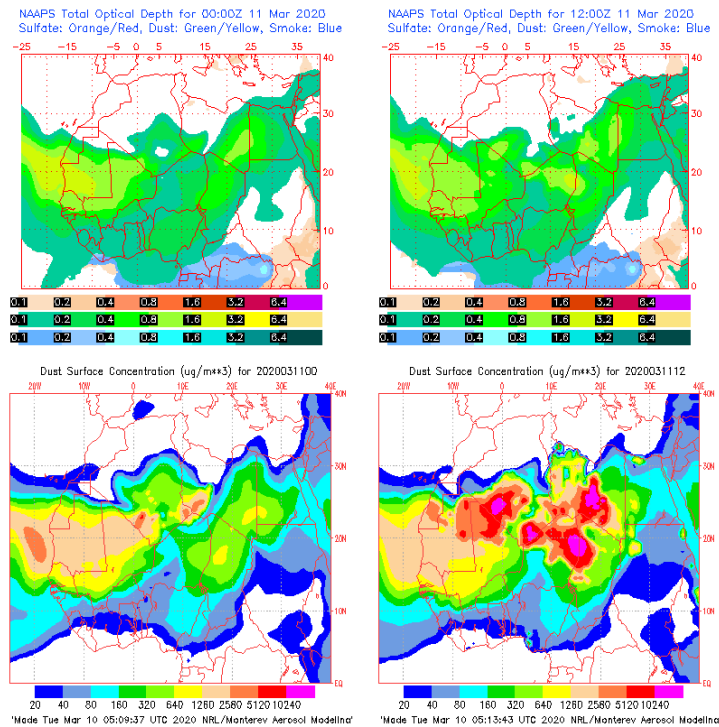 NAAPS Total Optical Depth for 00:00Z 11 Mar 2020
Sulfate: Orange/Red, Dust: Green/Yellow, Smoke: Blue
-25 -15 -5 0 5 15 25 35
40
30
20
10
0
0.1 0.2 0.4 0.8 1.6 3.2 6.4
0.1 0.2 0.4 0.8 1.6 3.2 6.4
0.1 0.2 0.4 0.8 1.6 3.2 6.4
NAAPS Total Optical Depth for 12:00Z 11 Mar 2020
Sulfate: Orange/Red, Dust: Green/Yellow, Smoke: Blue
-25 -15 -5 0 5 15 25 35
40
30
20
10
0
0.1 0.2 0.4 0.8 1.6 3.2 6.4
0.1 0.2 0.4 0.8 1.6 3.2 6.4
0.1 0.2 0.4 0.8 1.6 3.2 6.4
Dust Surface Concentration (ug/m**3) for 2020031100
20W 10W 0 10E 20E 30E 40E
40N
30N
20N
10N
EQ
20 40 80 160 320 640 1280 2560 5120 10240
'Made Tue Mar 10 05:09:37 UTC 2020 NRL/Monterey Aerosol Modeling'
Dust Surface Concentration (ug/m**3) for 2020031112
20W 10W 0 10E 20E 30E 40E
40N
30N
20N
10N
EQ
20 40 80 160 320 640 1280 2560 5120 10240
'Made Tue Mar 10 05:13:43 UTC 2020 NRL/Monterey Aerosol Modeling'